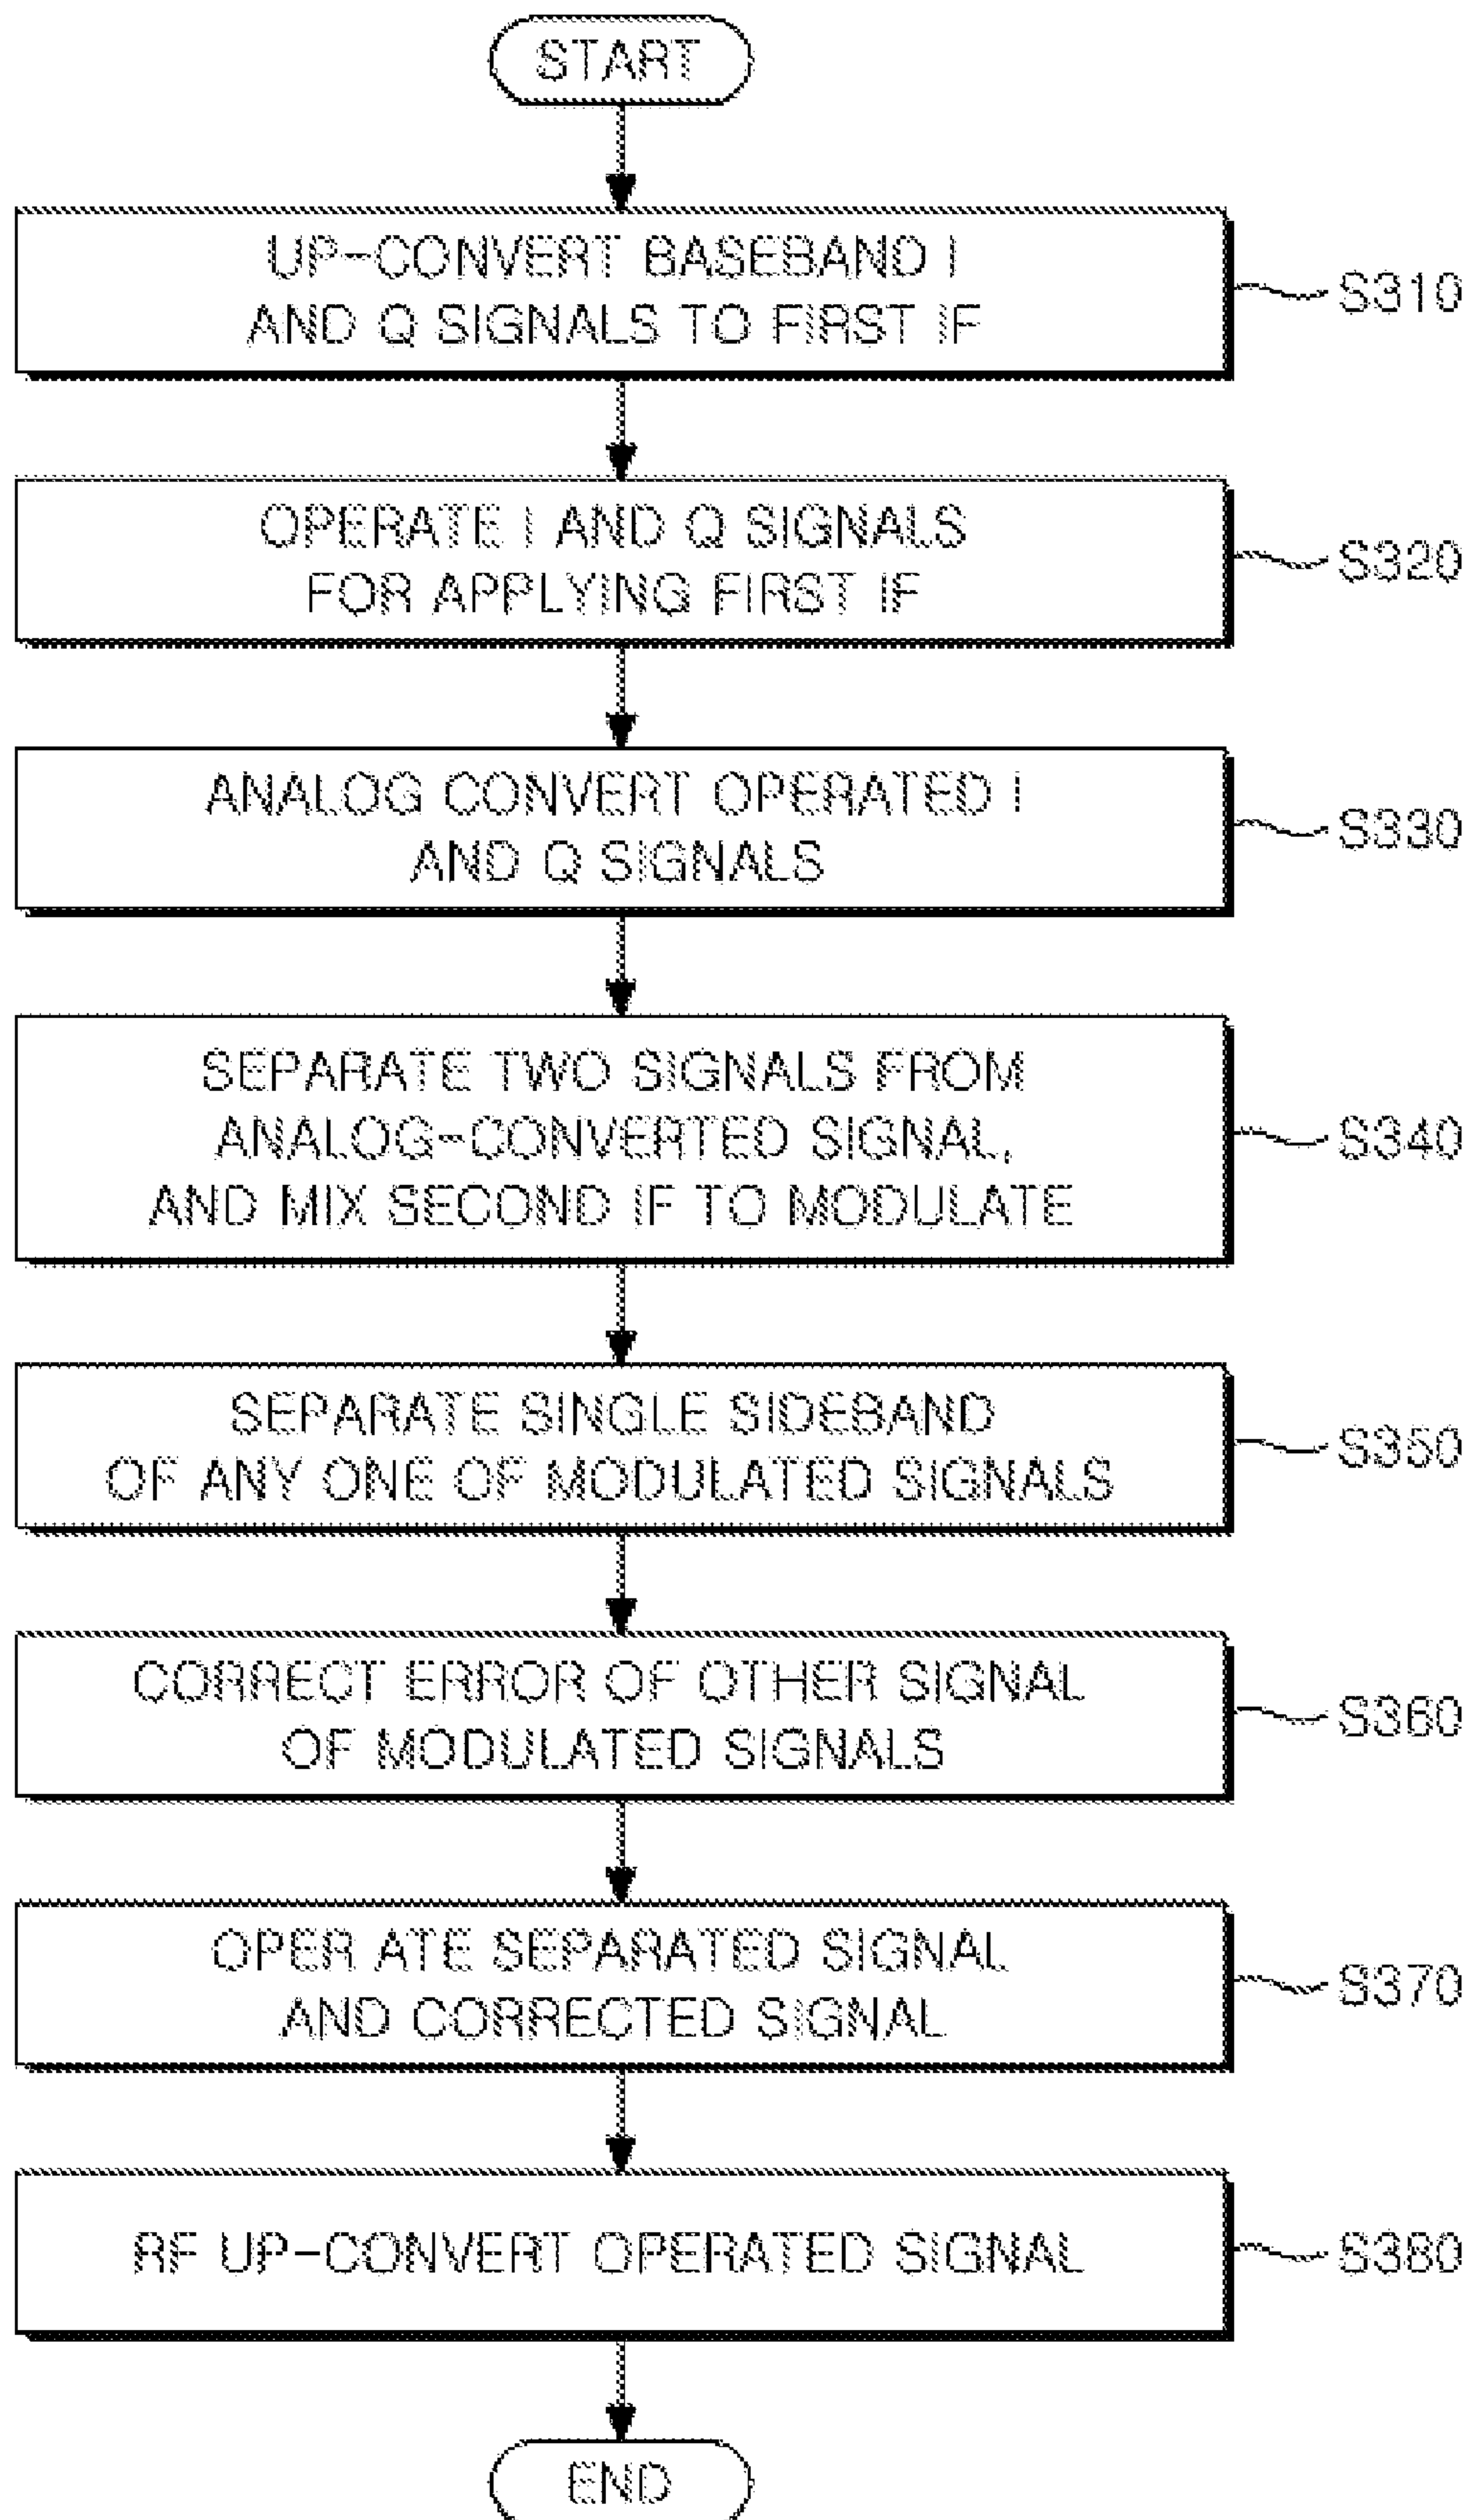 START
UP-CONVERT BASEBAND I
AND Q SIGNALS TO FIRST IF
S310
OPERATE I AND Q SIGNALS
FOR APPLYING FIRST IF
S320
ANALOG CONVERT OPERATED I
AND Q SIGNALS
S330
SEPARATE TWO SIGNALS FROM
ANALOG-CONVERTED SIGNAL,
AND MIX SECOND IF TO MODULATE
S340
SEPARATE SINGLE SIDEBAND
OF ANY ONE OF MODULATED SIGNALS
S350
CORRECT ERROR OF OTHER SIGNAL
OF MODULATED SIGNALS
S360
OPER ATE SEPARATED SIGNAL
AND CORRECTED SIGNAL
S370
RF UP-CONVERT OPERATED SIGNAL
S380
END